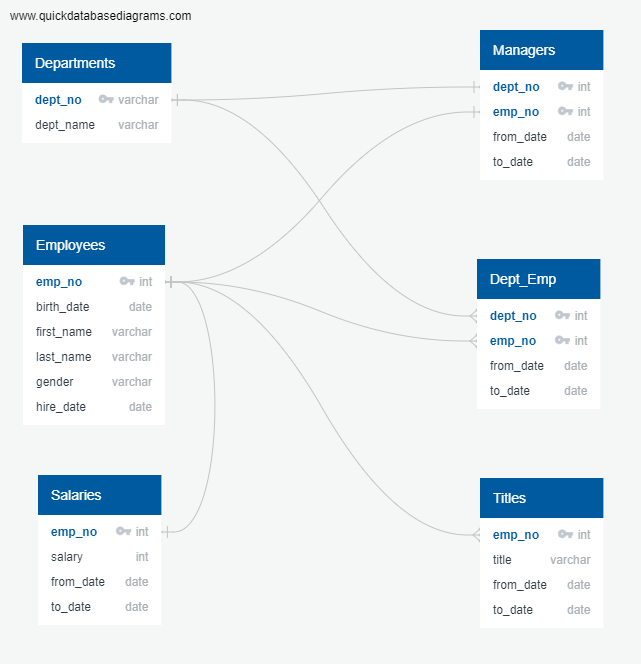 www.quickdatabasediagrams.com
Departments
dept_no varchar
dept_name varchar
Managers
dept_no int
emp_no int
from_date date
to_date date
Employees
emp_no int
birth_date date
first_name varchar
last_name varchar
gender varchar
hire_date date
Dept_Emp
dept_no int
emp_no int
from_date date
to_date date
Salaries
emp_no int
salary int
from_date date
to_date date
Titles
emp_no int
title varchar
from_date date
to_date date